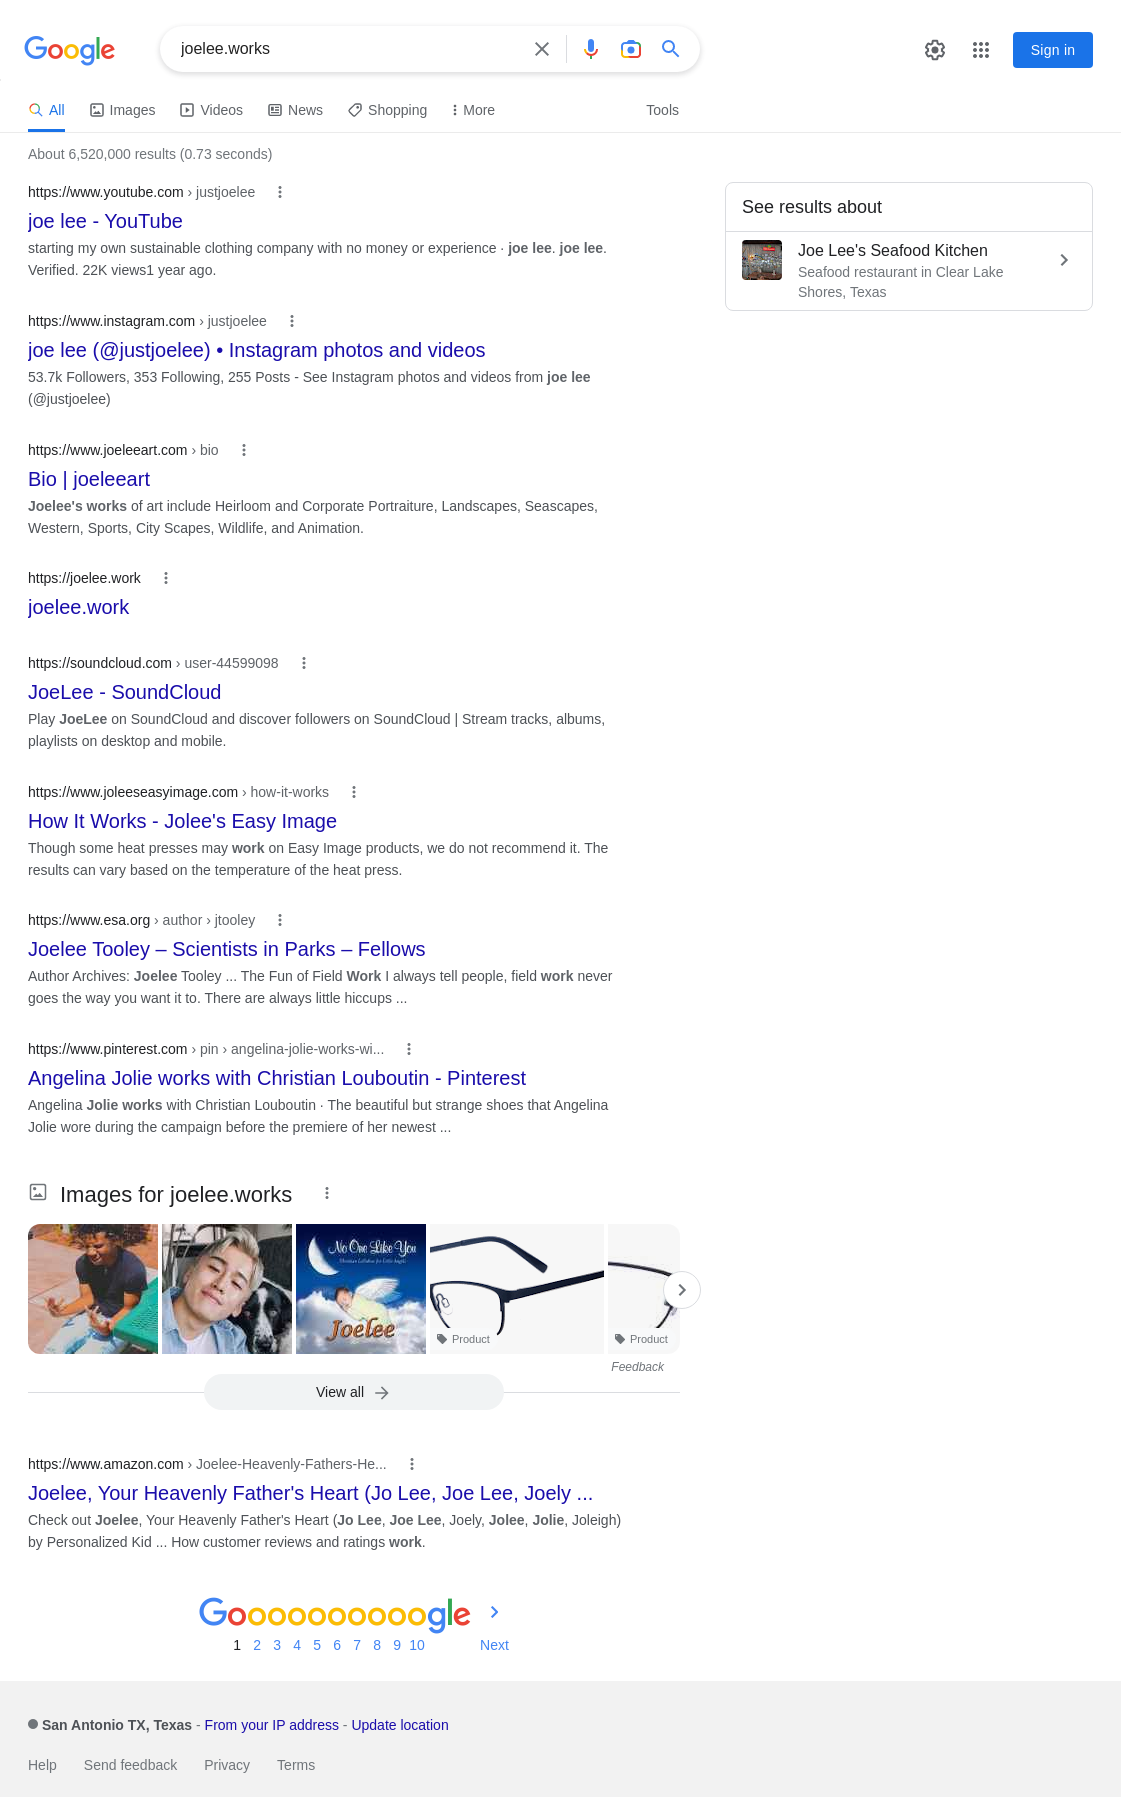 Google
joelee.works
Sign in
All Images Videos News Shopping More Tools
About 6,520,000 results (0.73 seconds)
https://www.youtube.com › justjoelee
joe lee - YouTube
starting my own sustainable clothing company with no money or experience · joe lee. joe lee.
Verified. 22K views1 year ago.
https://www.instagram.com › justjoelee
joe lee (@justjoelee) • Instagram photos and videos
53.7k Followers, 353 Following, 255 Posts - See Instagram photos and videos from joe lee
(@justjoelee)
https://www.joeleeart.com › bio
Bio | joeleeart
Joelee's works of art include Heirloom and Corporate Portraiture, Landscapes, Seascapes,
Western, Sports, City Scapes, Wildlife, and Animation.
https://joelee.work
joelee.work
https://soundcloud.com › user-44599098
JoeLee - SoundCloud
Play JoeLee on SoundCloud and discover followers on SoundCloud | Stream tracks, albums,
playlists on desktop and mobile.
https://www.joleeseasyimage.com › how-it-works
How It Works - Jolee's Easy Image
Though some heat presses may work on Easy Image products, we do not recommend it. The
results can vary based on the temperature of the heat press.
https://www.esa.org › author › jtooley
Joelee Tooley – Scientists in Parks – Fellows
Author Archives: Joelee Tooley ... The Fun of Field Work I always tell people, field work never
goes the way you want it to. There are always little hiccups ...
https://www.pinterest.com › pin › angelina-jolie-works-wi...
Angelina Jolie works with Christian Louboutin - Pinterest
Angelina Jolie works with Christian Louboutin · The beautiful but strange shoes that Angelina
Jolie wore during the campaign before the premiere of her newest ...
Images for joelee.works
No One Like You
Christian Lullabies for Little Angels
Joelee
Product
Product
Feedback
View all
https://www.amazon.com › Joelee-Heavenly-Fathers-He...
Joelee, Your Heavenly Father's Heart (Jo Lee, Joe Lee, Joely ...
Check out Joelee, Your Heavenly Father's Heart (Jo Lee, Joe Lee, Joely, Jolee, Jolie, Joleigh)
by Personalized Kid ... How customer reviews and ratings work.
See results about
Joe Lee's Seafood Kitchen
Seafood restaurant in Clear Lake
Shores, Texas
Goooooooooogle
1 2 3 4 5 6 7 8 9 10 Next
San Antonio TX, Texas - From your IP address - Update location
Help Send feedback Privacy Terms